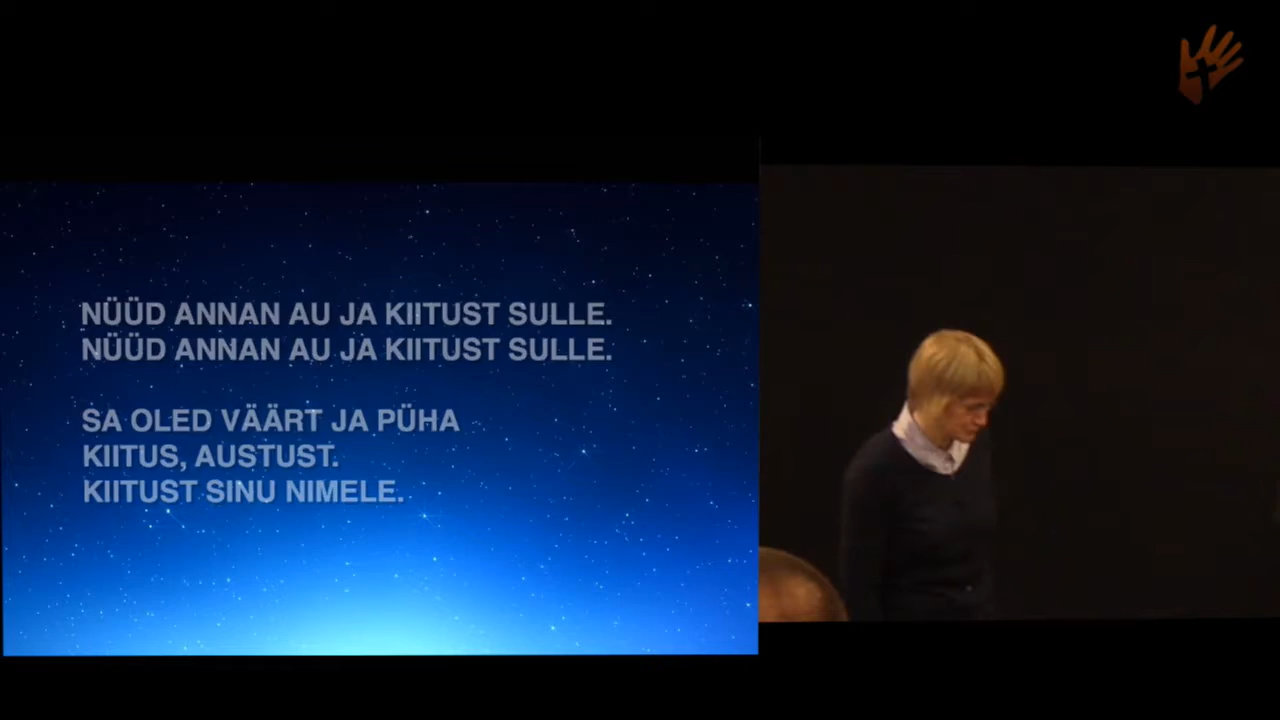 NÜÜD ANNAN AU JA KIITUST SULLE.
NÜÜD ANNAN AU JA KIITUST SULLE.
SA OLED VÄÄRT JA PÜHA
KIITUS, AUSTUST.
KIITUST SINU NIMELE.